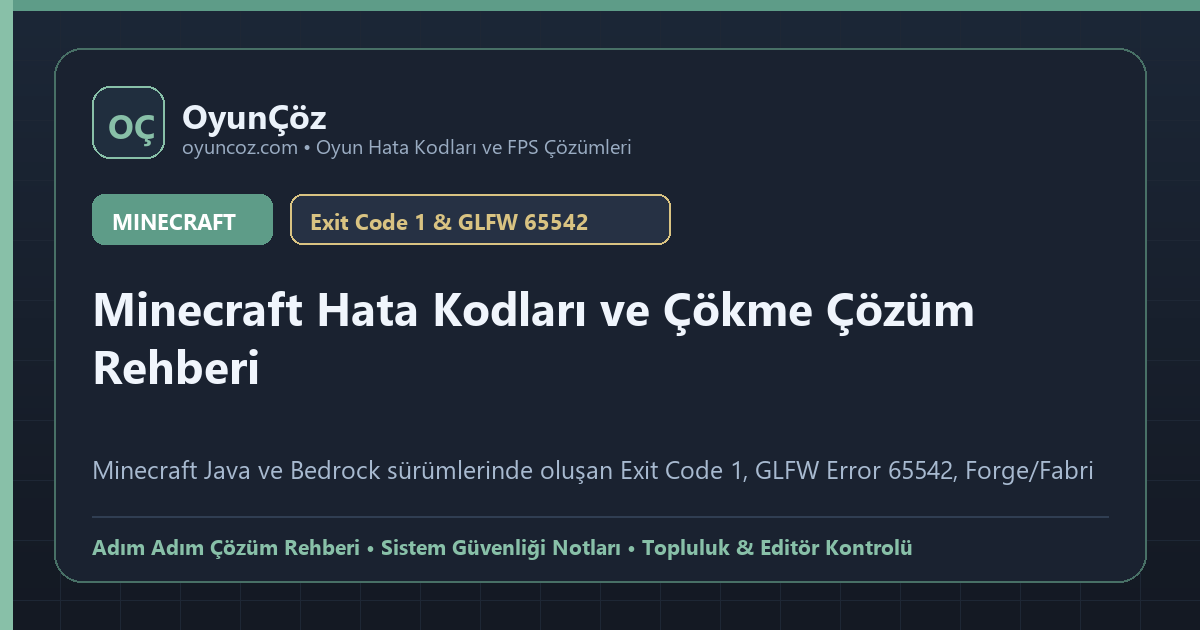 OÇ
OyunÇöz
oyuncoz.com • Oyun Hata Kodları ve FPS Çözümleri
MINECRAFT
Exit Code 1 & GLFW 65542
Minecraft Hata Kodları ve Çökme Çözüm
Rehberi
Minecraft Java ve Bedrock sürümlerinde oluşan Exit Code 1, GLFW Error 65542, Forge/Fabri
Adım Adım Çözüm Rehberi • Sistem Güvenliği Notları • Topluluk & Editör Kontrolü